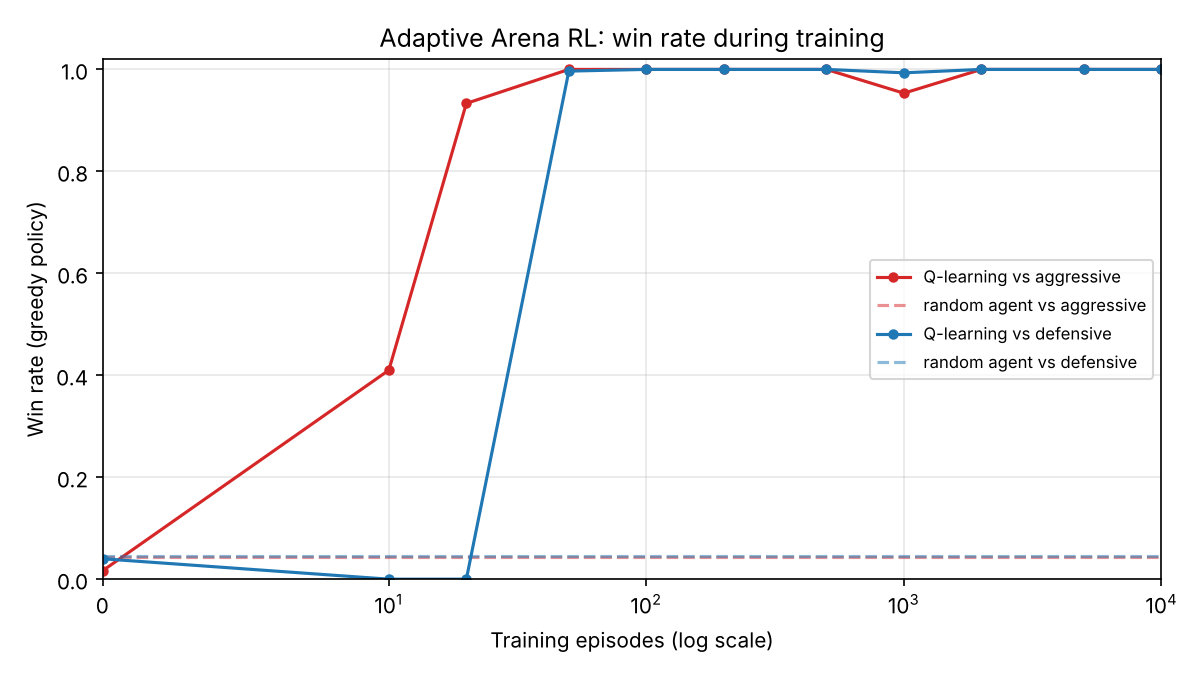 Adaptive Arena RL: win rate during training
Win rate (greedy policy)
1.0
0.8
0.6
0.4
0.2
0.0
Q-learning vs aggressive
random agent vs aggressive
Q-learning vs defensive
random agent vs defensive
0 10¹ 10² 10³ 10⁴
Training episodes (log scale)